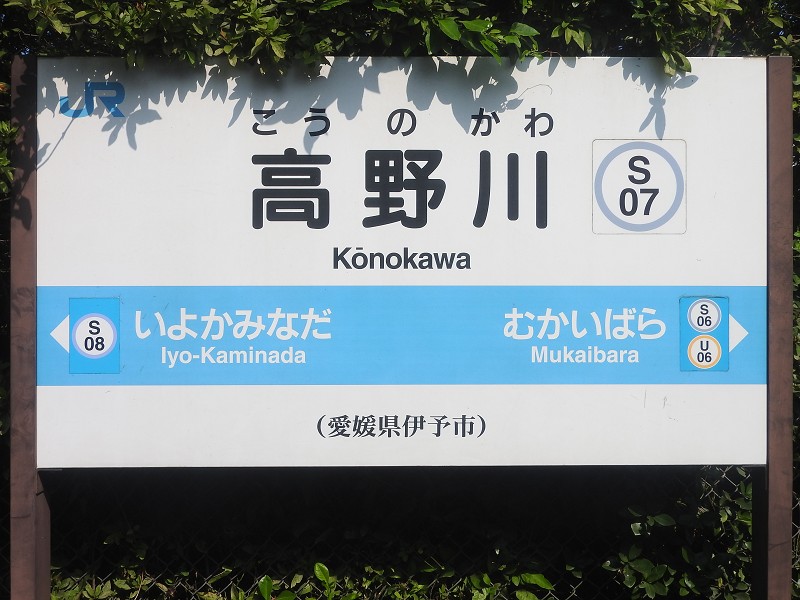 JR
こうのかわ
高野川
S
07
Kōnokawa
S
08
いよかみなだ
Iyo-Kaminada
むかいばら
Mukaibara
S
06
U
06
(愛媛県伊予市)